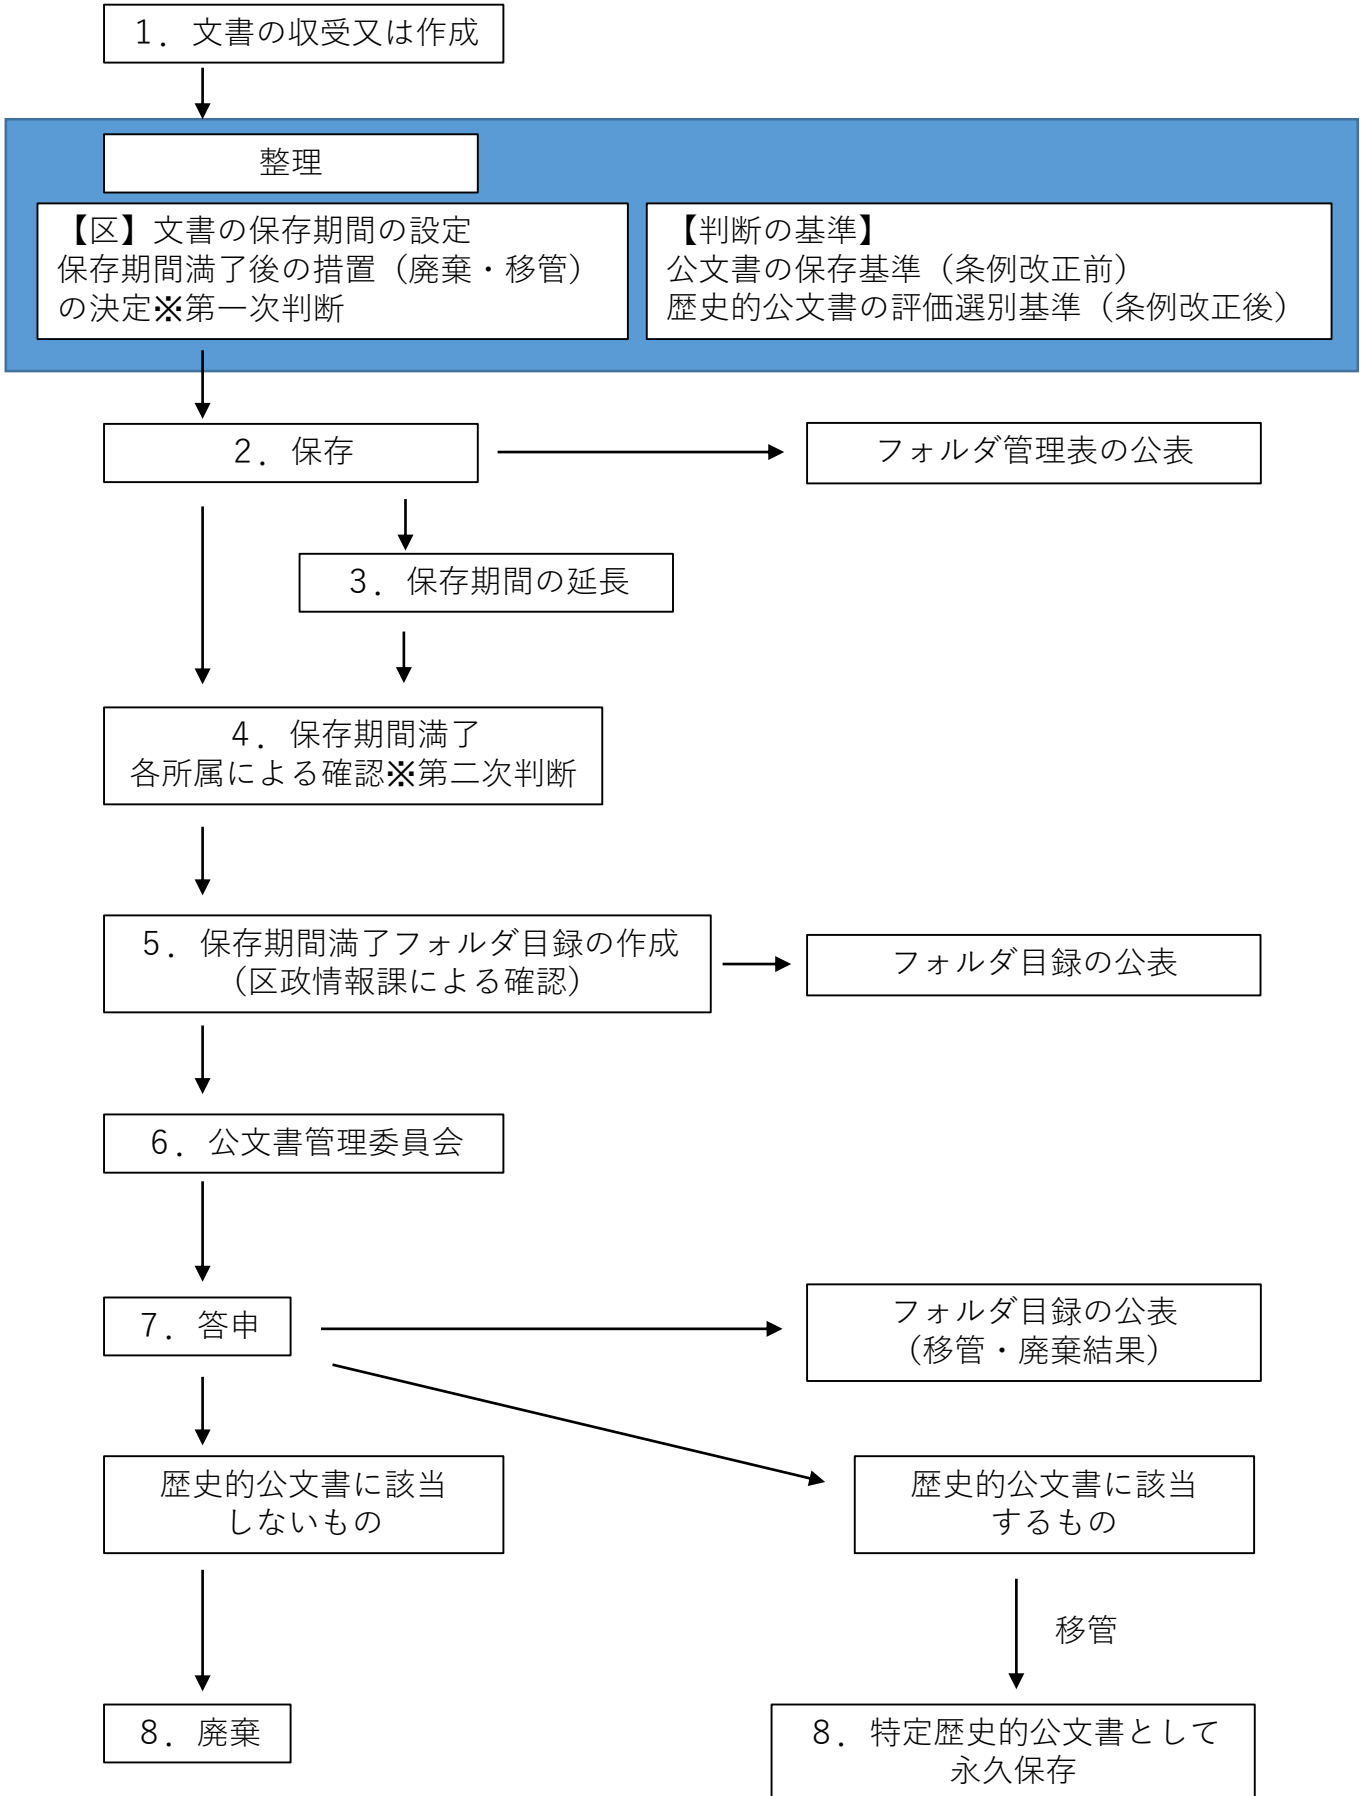 1．文書の収受又は作成
整理
【区】文書の保存期間の設定
保存期間満了後の措置（廃棄・移管）
の決定※第一次判断
【判断の基準】
公文書の保存基準（条例改正前）
歴史的公文書の評価選別基準（条例改正後）
2．保存
フォルダ管理表の公表
3．保存期間の延長
4．保存期間満了
各所属による確認※第二次判断
5．保存期間満了フォルダ目録の作成
（区政情報課による確認）
フォルダ目録の公表
6．公文書管理委員会
7．答申
フォルダ目録の公表
（移管・廃棄結果）
歴史的公文書に該当
しないもの
歴史的公文書に該当
するもの
移管
8．廃棄
8．特定歴史的公文書として
永久保存